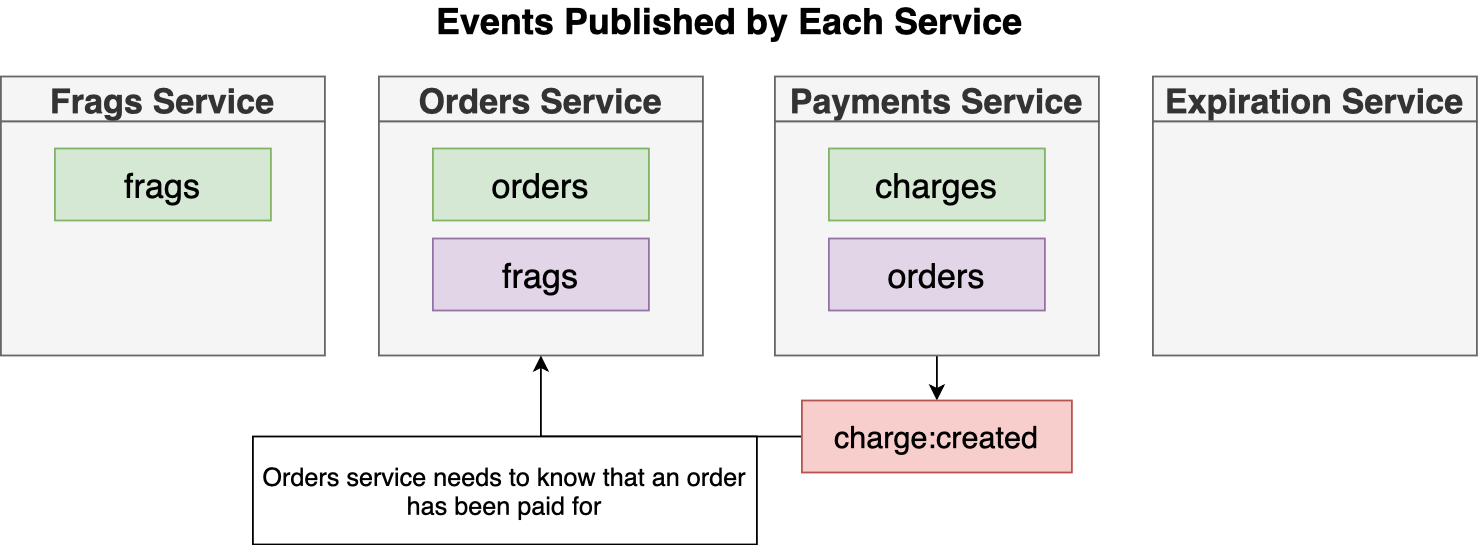 Events Published by Each Service
Frags Service
Orders Service
Payments Service
Expiration Service
frags
orders
charges
frags
orders
charge:created
Orders service needs to know that an order
has been paid for